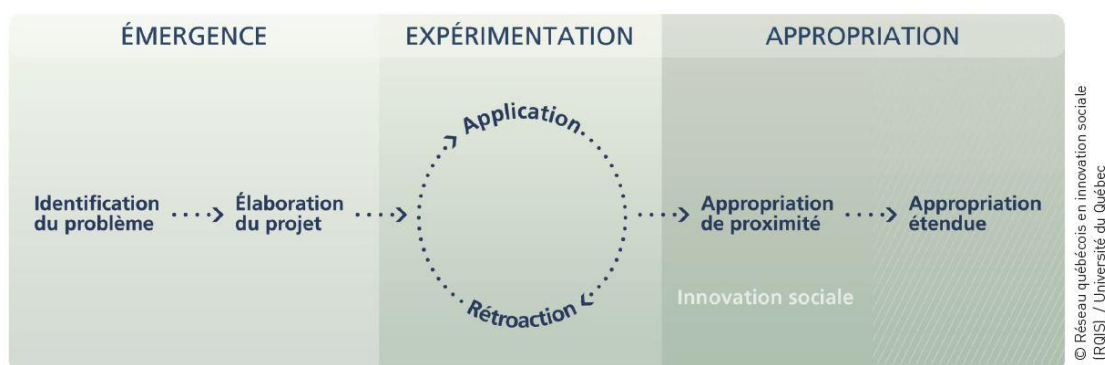 ÉMERGENCE
EXPÉRIMENTATION
APPROPRIATION
Identification
du problème
Élaboration
du projet
Application
Rétroaction
Appropriation
de proximité
Appropriation
étendue
Innovation sociale
© Réseau québécois en innovation sociale
(RQIS) / Université du Québec